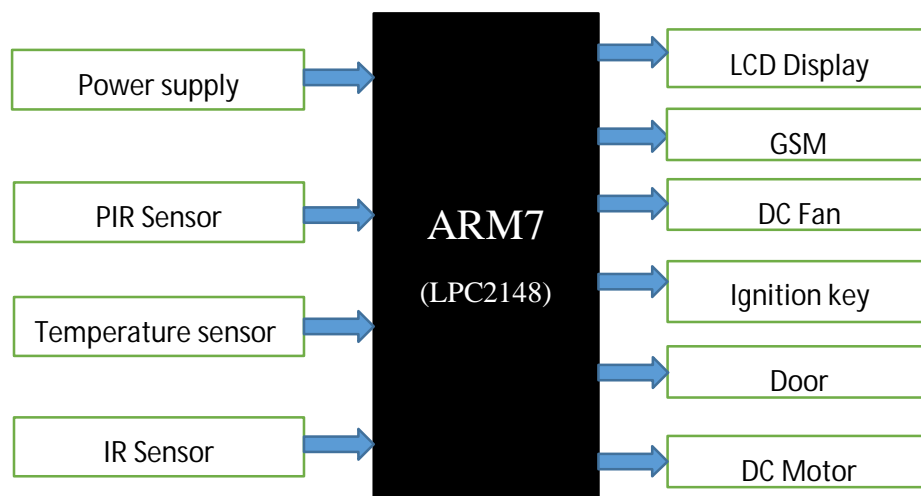 Power supply
PIR Sensor
Temperature sensor
IR Sensor
ARM7
(LPC2148)
LCD Display
GSM
DC Fan
Ignition key
Door
DC Motor